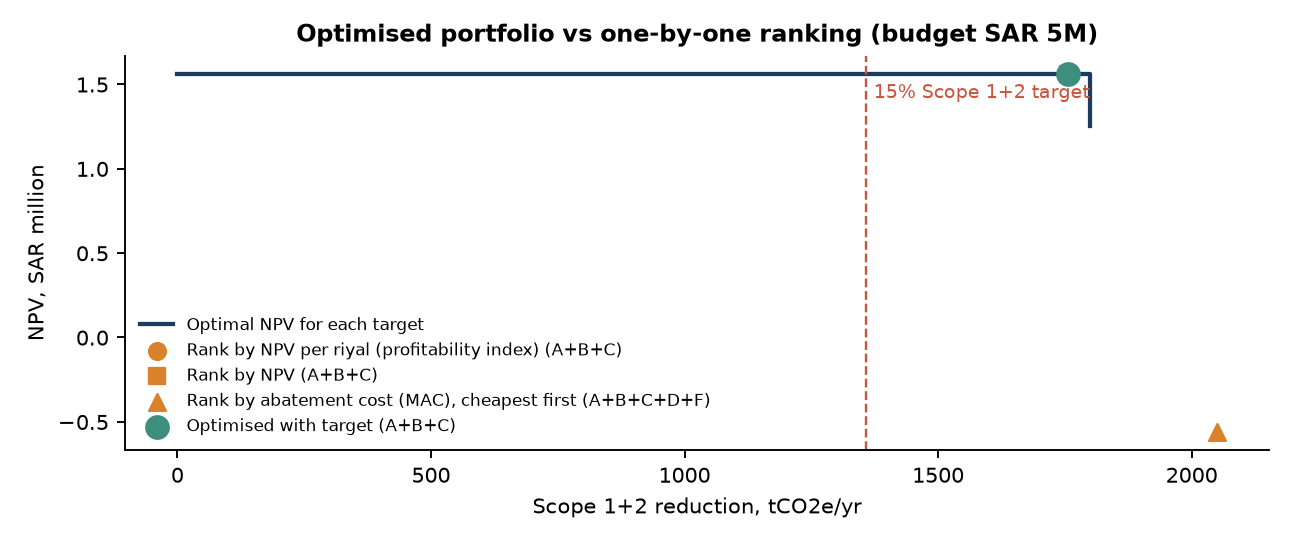 Optimised portfolio vs one-by-one ranking (budget SAR 5M)
NPV, SAR million
1.5
1.0
0.5
0.0
−0.5
15% Scope 1+2 target
Optimal NPV for each target
Rank by NPV per riyal (profitability index) (A+B+C)
Rank by NPV (A+B+C)
Rank by abatement cost (MAC), cheapest first (A+B+C+D+F)
Optimised with target (A+B+C)
0 500 1000 1500 2000
Scope 1+2 reduction, tCO2e/yr